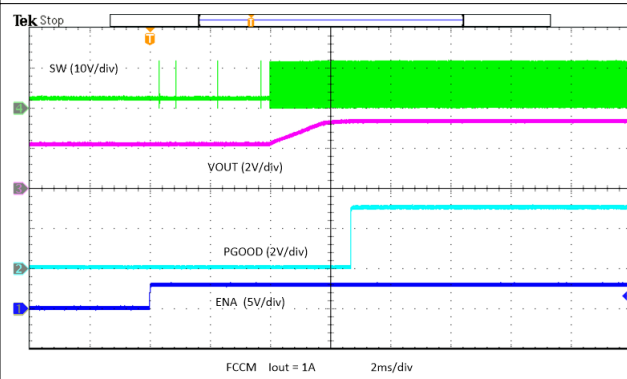 Tek Stop
T
T
SW (10V/div)
4
VOUT (2V/div)
3
PGOOD (2V/div)
2
ENA (5V/div)
1
FCCM Iout = 1A 2ms/div